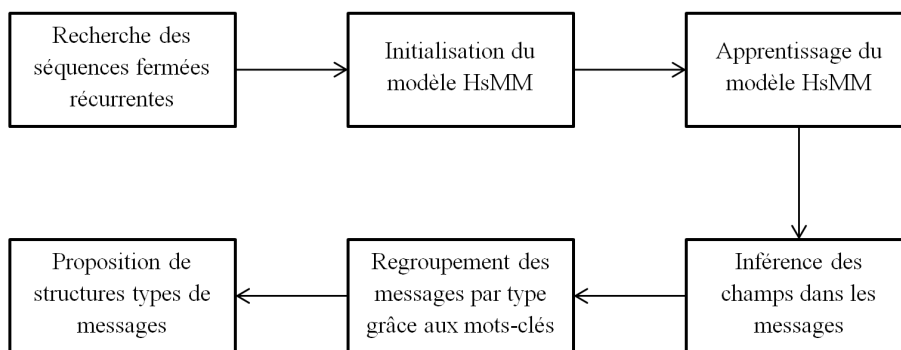 Recherche des
séquences fermées
récurrentes
Initialisation du
modèle HsMM
Apprentissage du
modèle HsMM
Inférence des
champs dans les
messages
Regroupement des
messages par type
grâce aux mots-clés
Proposition de
structures types de
messages